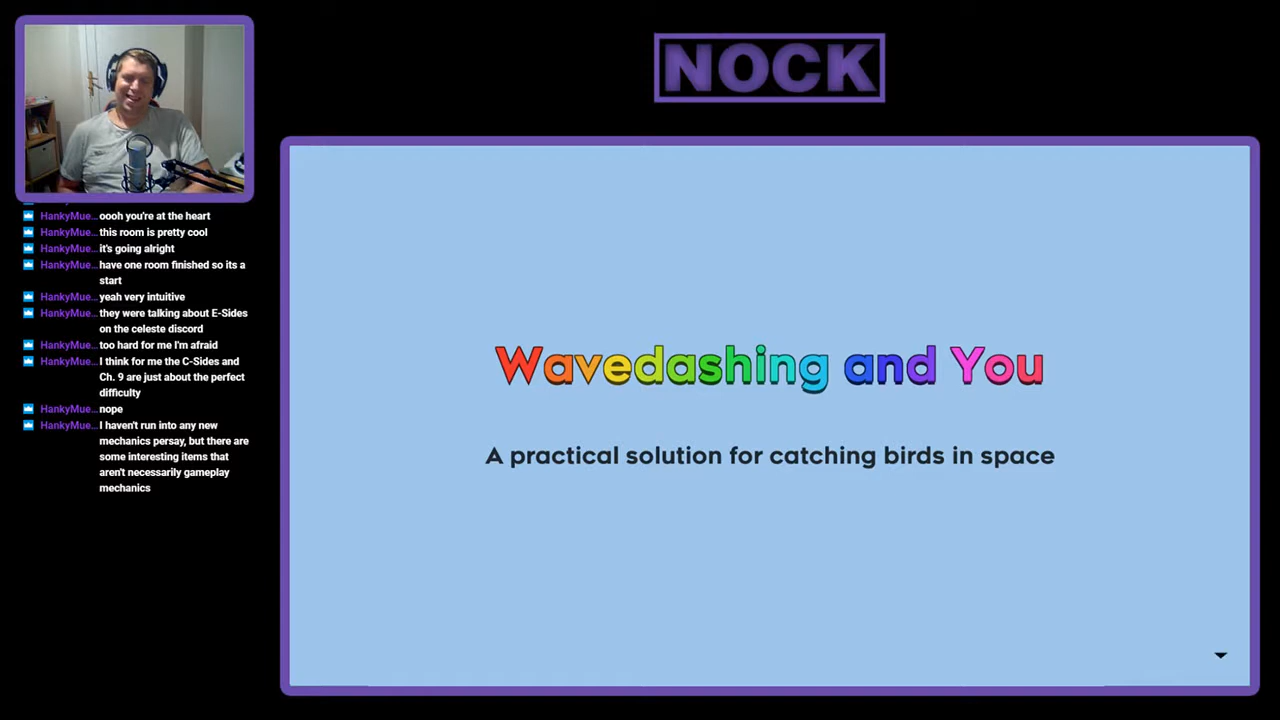 NOCK
HankyMue... oooh you're at the heart
HankyMue... this room is pretty cool
HankyMue... it's going alright
HankyMue... have one room finished so its a
start
HankyMue... yeah very intuitive
HankyMue... they were talking about E-Sides
on the celeste discord
HankyMue... too hard for me I'm afraid
HankyMue... I think for me the C-Sides and
Ch. 9 are just about the perfect
difficulty
HankyMue... nope
HankyMue... I haven't run into any new
mechanics persay, but there are
some interesting items that
aren't necessarily gameplay
mechanics
Wavedashing and You
A practical solution for catching birds in space